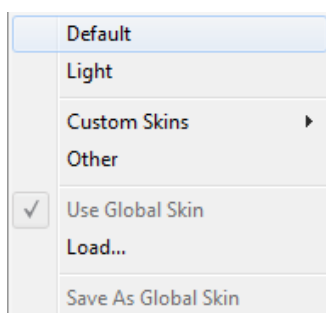 Default
Light
Custom Skins
Other
Use Global Skin
Load...
Save As Global Skin